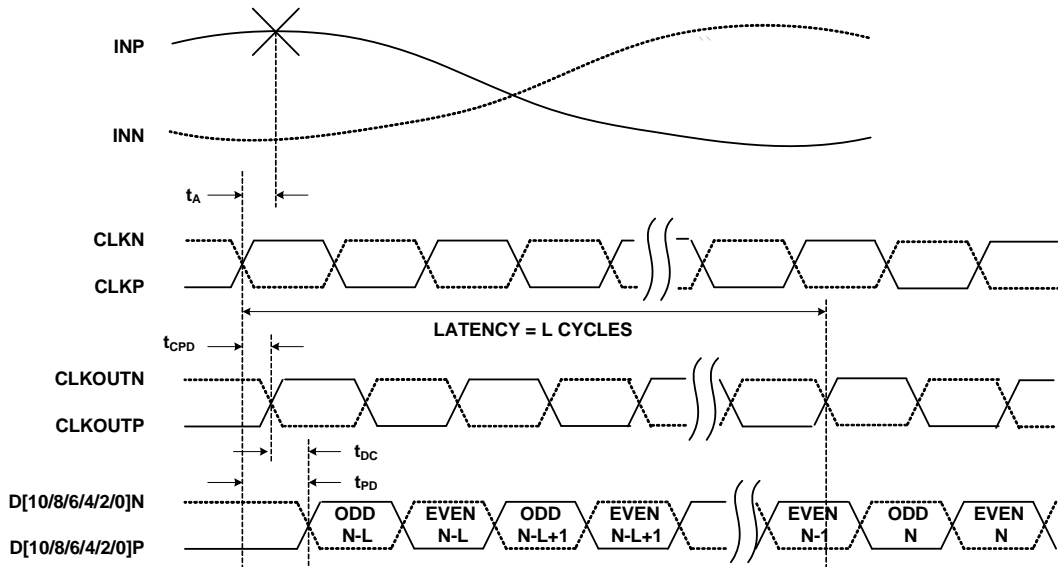 INP
INN
tA
CLKN
CLKP
LATENCY = L CYCLES
tCPD
CLKOUTN
CLKOUTP
tDC
tPD
D[10/8/6/4/2/0]N
D[10/8/6/4/2/0]P
ODD N-L
EVEN N-L
ODD N-L+1
EVEN N-L+1
EVEN N-1
ODD N
EVEN N